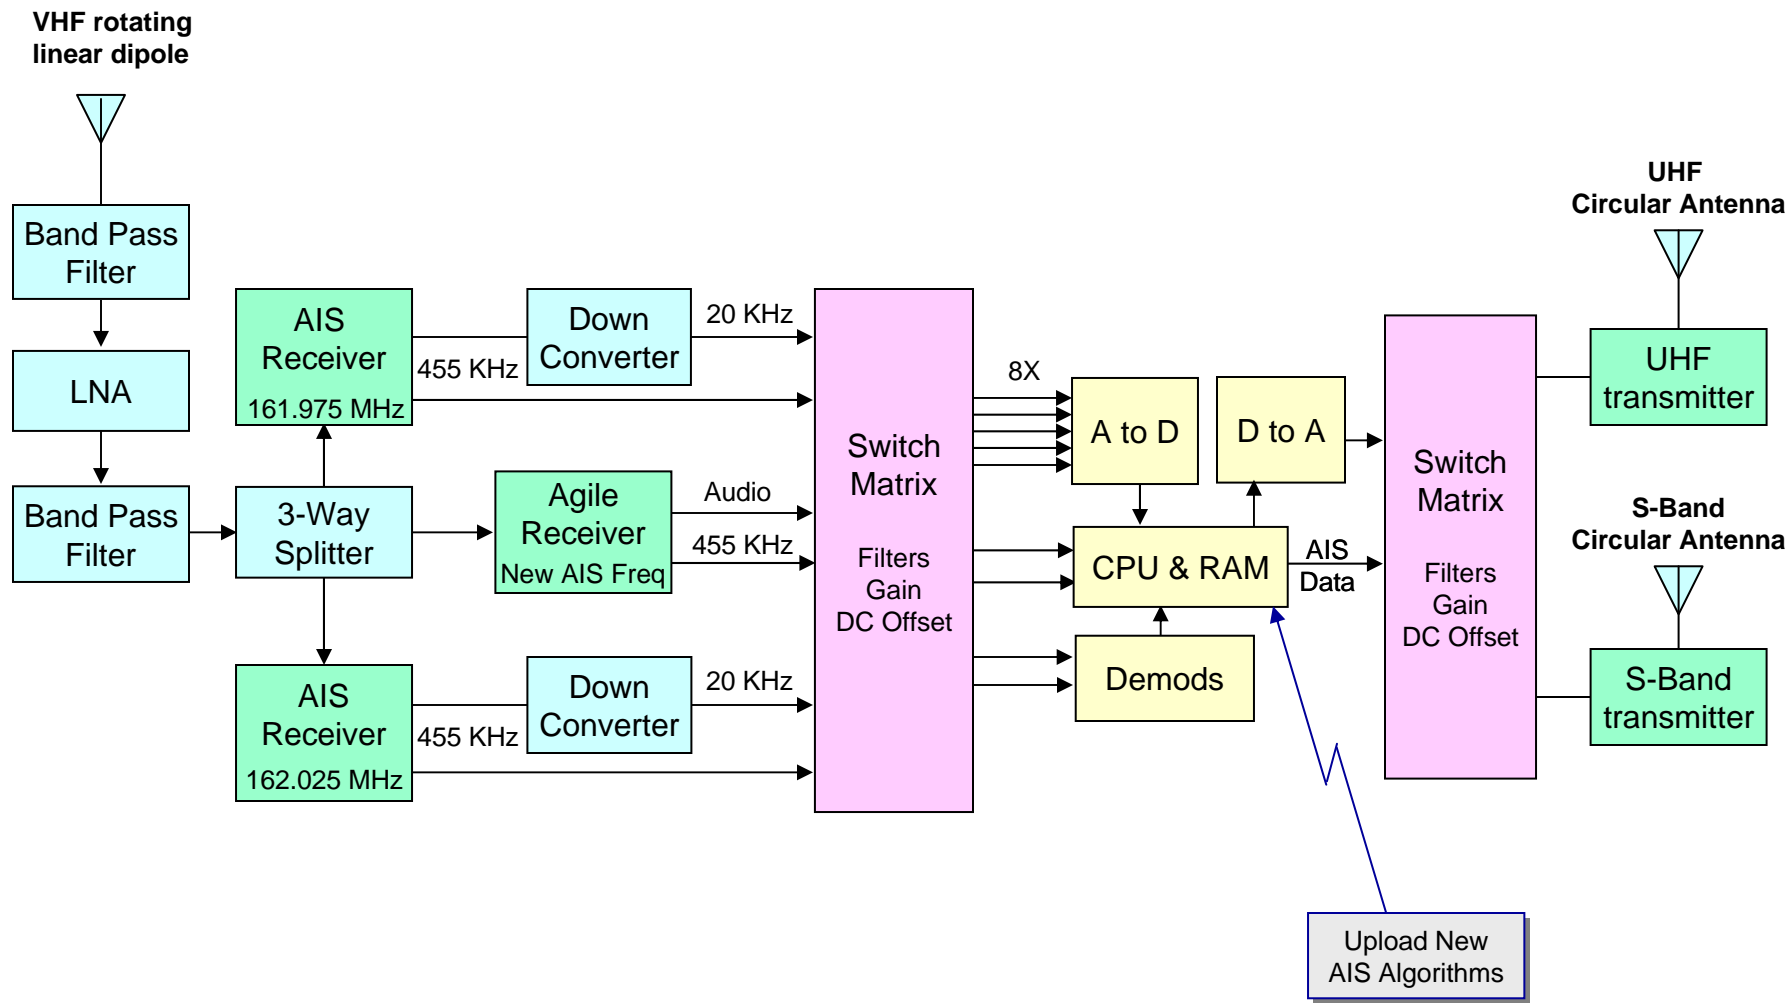 VHF rotating
linear dipole
Band Pass
Filter
LNA
Band Pass
Filter
AIS
Receiver
161.975 MHz
3-Way
Splitter
AIS
Receiver
162.025 MHz
455 KHz
Down
Converter
20 KHz
Agile
Receiver
New AIS Freq
Audio
455 KHz
455 KHz
Down
Converter
20 KHz
Switch
Matrix
Filters
Gain
DC Offset
8X
A to D
D to A
CPU & RAM
Demods
AIS
Data
Switch
Matrix
Filters
Gain
DC Offset
UHF
Circular Antenna
UHF
transmitter
S-Band
Circular Antenna
S-Band
transmitter
Upload New
AIS Algorithms